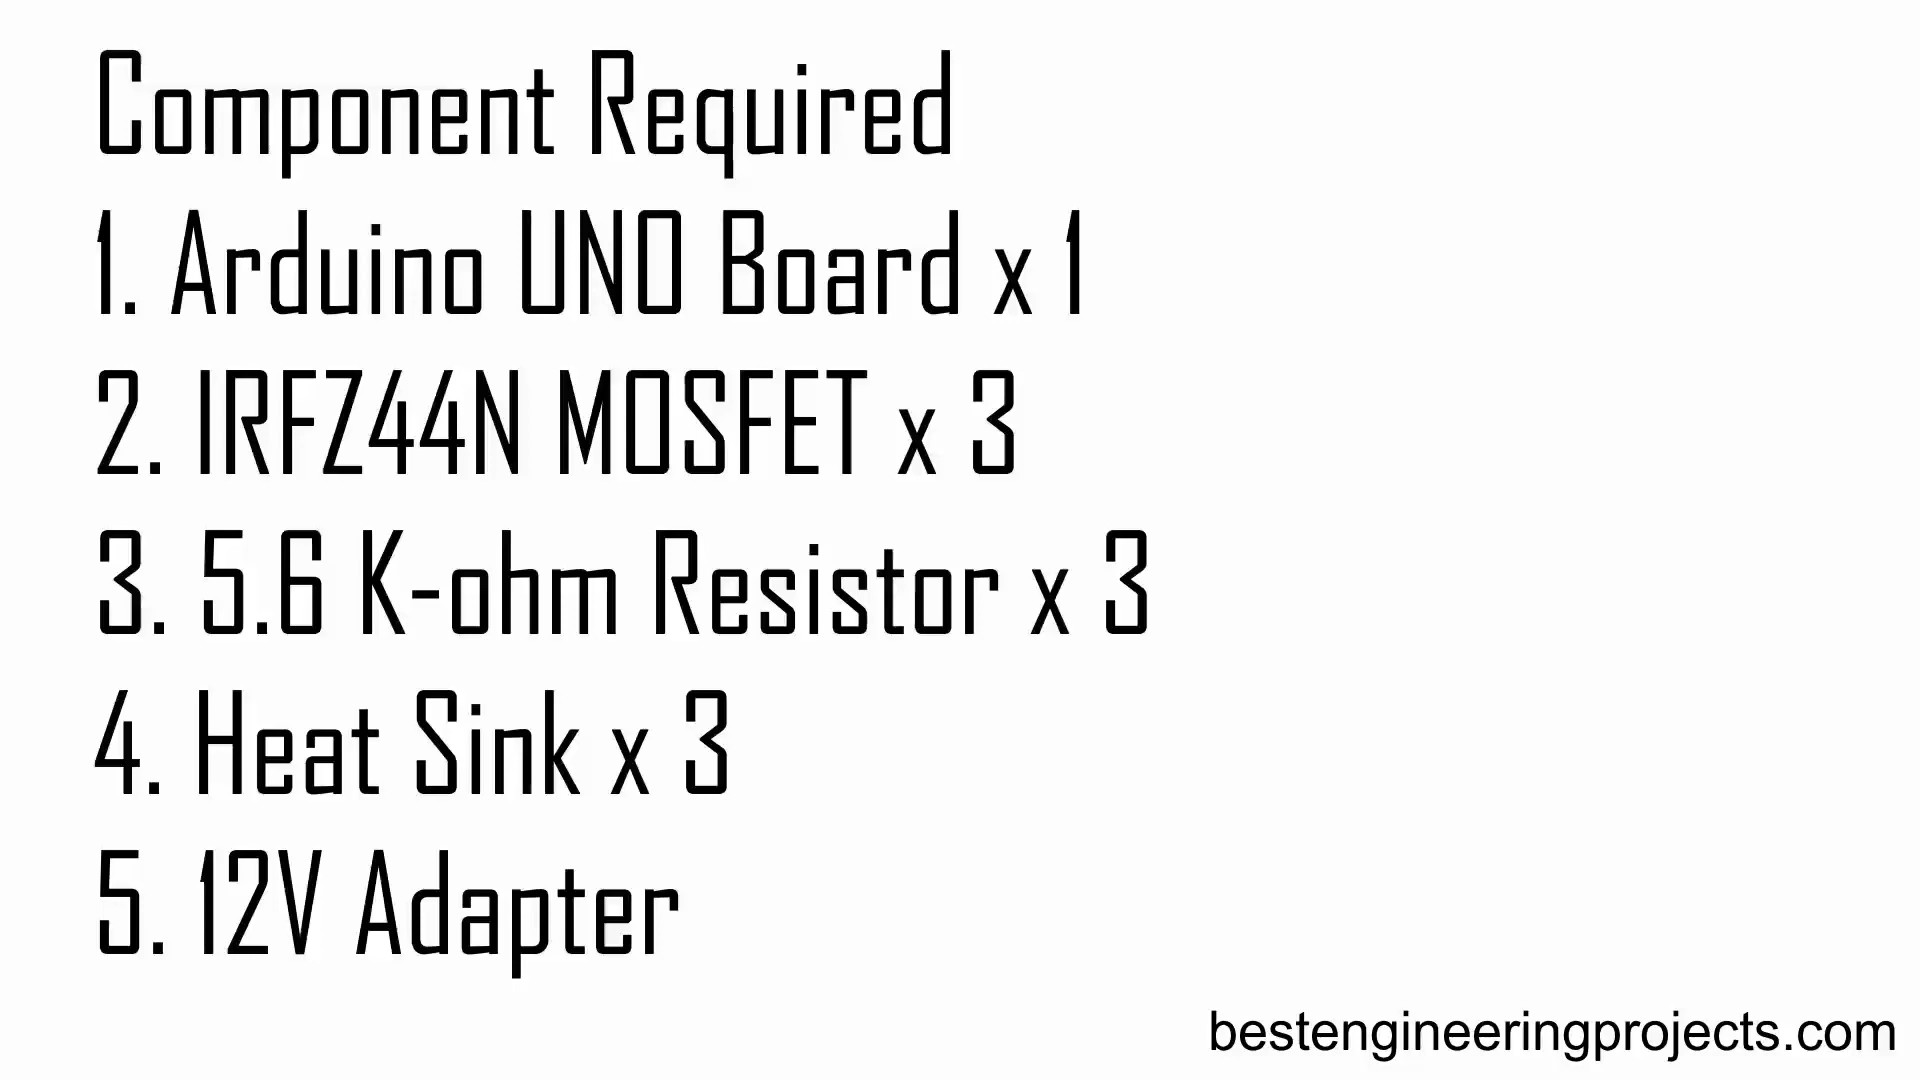 Component Required
1. Arduino UNO Board x 1
2. IRFZ44N MOSFET x 3
3. 5.6 K-ohm Resistor x 3
4. Heat Sink x 3
5. 12V Adapter
bestengineeringprojects.com